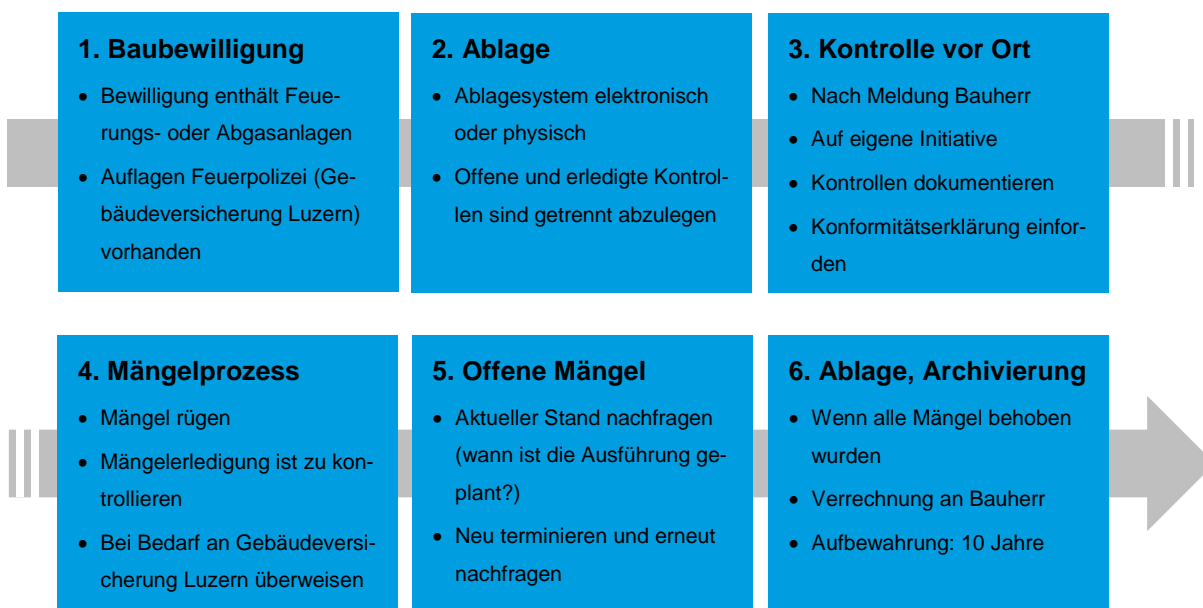 1. Baubewilligung
• Bewilligung enthält Feue-
rungs- oder Abgasanlagen
• Auflagen Feuerpolizei (Ge-
bäudeversicherung Luzern)
vorhanden
2. Ablage
• Ablagesystem elektronisch
oder physisch
• Offene und erledigte Kontrol-
len sind getrennt abzulegen
3. Kontrolle vor Ort
• Nach Meldung Bauherr
• Auf eigene Initiative
• Kontrollen dokumentieren
• Konformitätserklärung einfor-
den
4. Mängelprozess
• Mängel rügen
• Mängelerledigung ist zu kon-
trollieren
• Bei Bedarf an Gebäudeversi-
cherung Luzern überweisen
5. Offene Mängel
• Aktueller Stand nachfragen
(wann ist die Ausführung ge-
plant?)
• Neu terminieren und erneut
nachfragen
6. Ablage, Archivierung
• Wenn alle Mängel behoben
wurden
• Verrechnung an Bauherr
• Aufbewahrung: 10 Jahre